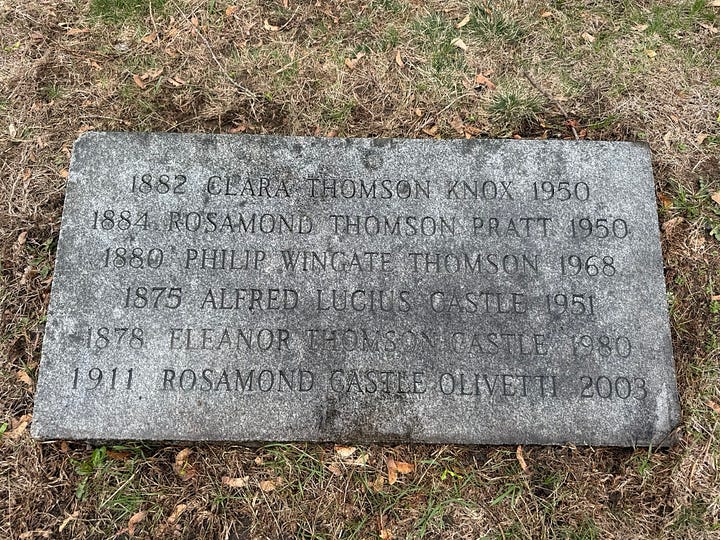 1882 CLARA THOMSON KNOX 1950
1884 ROSAMOND THOMSON PRATT 1950
1880 PHILIP WINGATE THOMSON 1968
1875 ALFRED LUCIUS CASTLE 1951
1878 ELEANOR THOMSON CASTLE 1980
1911 ROSAMOND CASTLE OLIVETTI 2003